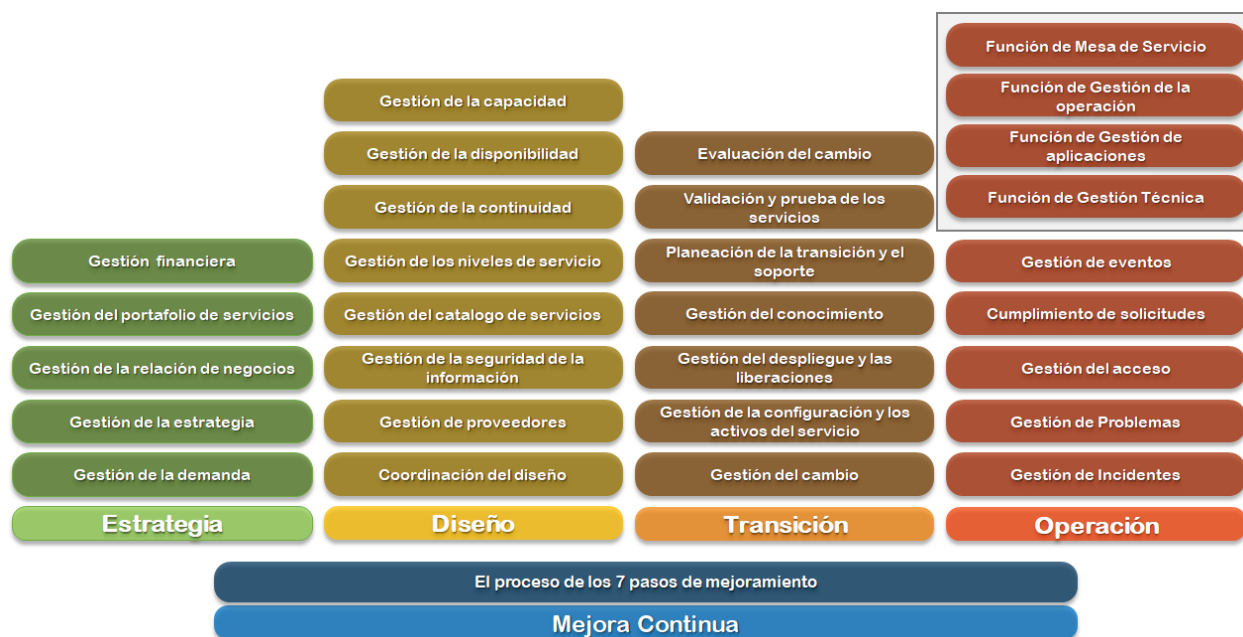 Función de Mesa de Servicio
Función de Gestión de la
operación
Función de Gestión de
aplicaciones
Función de Gestión Técnica
Gestión de la capacidad
Gestión de la disponibilidad
Gestión de la continuidad
Gestión de los niveles de servicio
Gestión del catalogo de servicios
Gestión de la seguridad de la
información
Gestión de proveedores
Coordinación del diseño
Evaluación del cambio
Validación y prueba de los
servicios
Planeación de la transición y el
soporte
Gestión del conocimiento
Gestión del despliegue y las
liberaciones
Gestión de la configuración y los
activos del servicio
Gestión del cambio
Gestión financiera
Gestión del portafolio de servicios
Gestión de la relación de negocios
Gestión de la estrategia
Gestión de la demanda
Gestión de eventos
Cumplimiento de solicitudes
Gestión del acceso
Gestión de Problemas
Gestión de Incidentes
Estrategia
Diseño
Transición
Operación
El proceso de los 7 pasos de mejoramiento
Mejora Continua